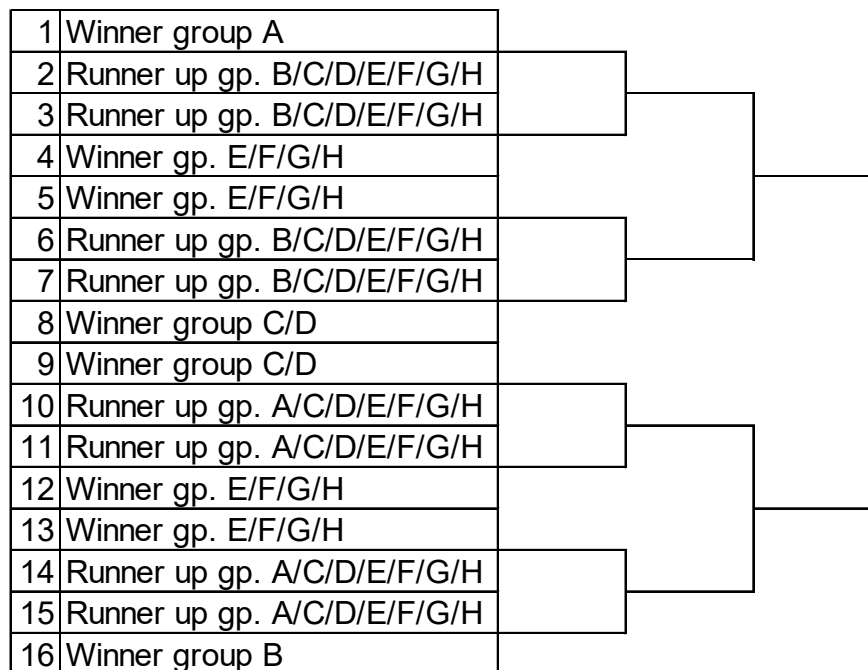 1 Winner group A
2 Runner up gp. B/C/D/E/F/G/H
3 Runner up gp. B/C/D/E/F/G/H
4 Winner gp. E/F/G/H
5 Winner gp. E/F/G/H
6 Runner up gp. B/C/D/E/F/G/H
7 Runner up gp. B/C/D/E/F/G/H
8 Winner group C/D
9 Winner group C/D
10 Runner up gp. A/C/D/E/F/G/H
11 Runner up gp. A/C/D/E/F/G/H
12 Winner gp. E/F/G/H
13 Winner gp. E/F/G/H
14 Runner up gp. A/C/D/E/F/G/H
15 Runner up gp. A/C/D/E/F/G/H
16 Winner group B